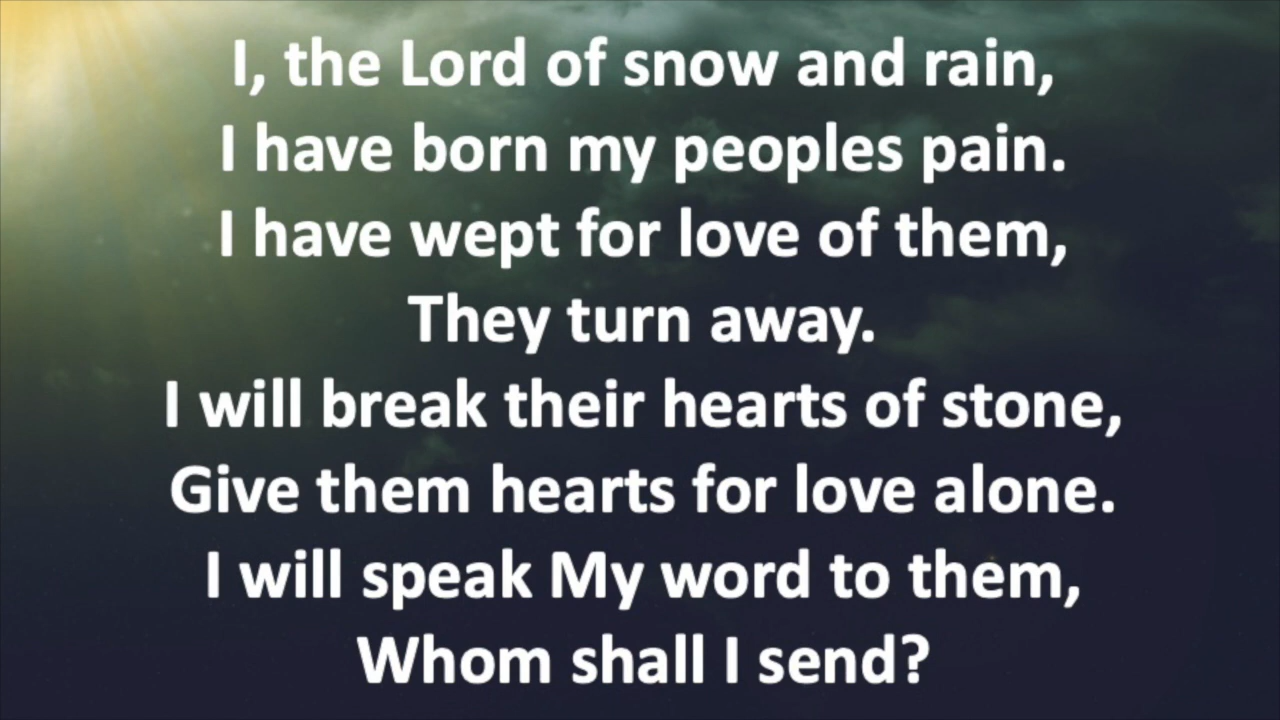 I, the Lord of snow and rain,
I have born my peoples pain.
I have wept for love of them,
They turn away.
I will break their hearts of stone,
Give them hearts for love alone.
I will speak My word to them,
Whom shall I send?